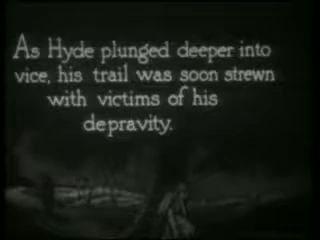 As Hyde plunged deeper into
vice, his trail was soon strewn
with victims of his
depravity.